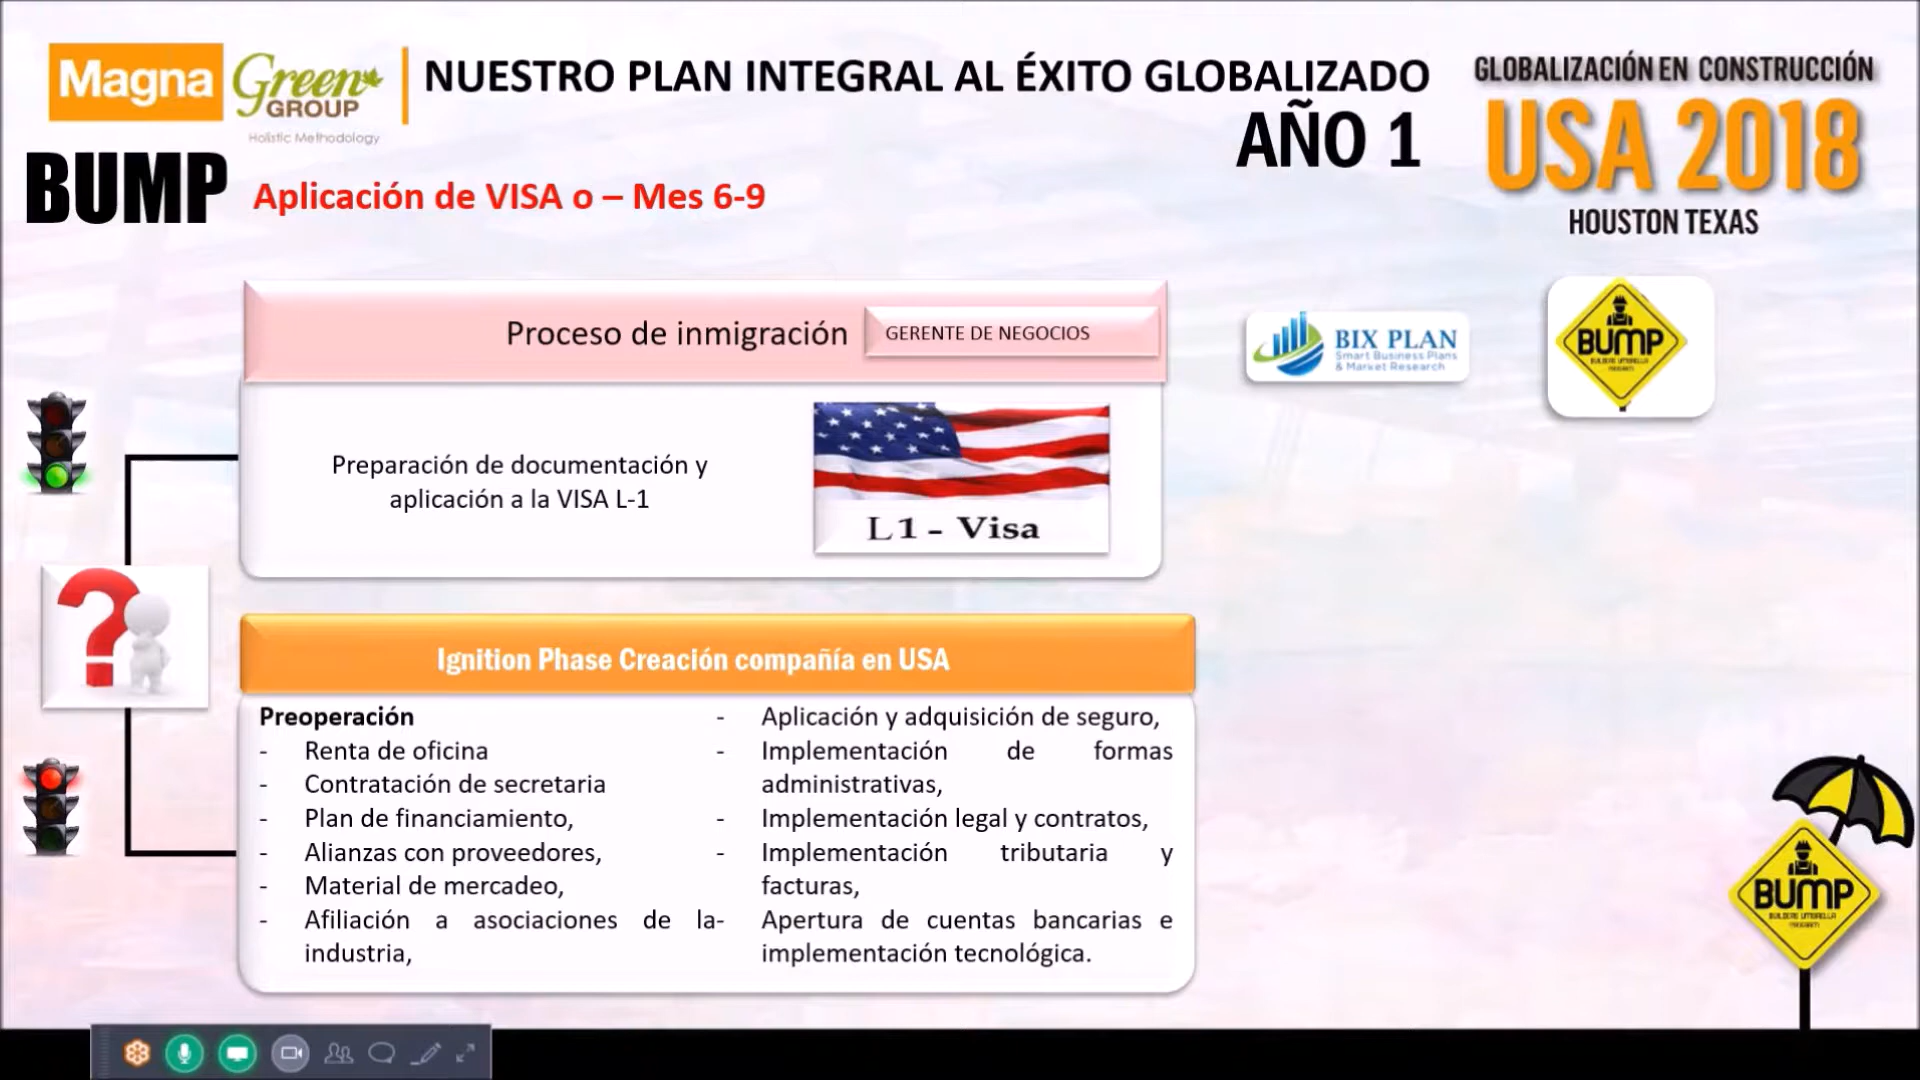 Magna
Green
GROUP
Holistic Methodology
NUESTRO PLAN INTEGRAL AL ÉXITO GLOBALIZADO
AÑO 1
GLOBALIZACIÓN EN CONSTRUCCIÓN
USA 2018
HOUSTON TEXAS
BUMP
Aplicación de VISA o – Mes 6-9
Proceso de inmigración
GERENTE DE NEGOCIOS
BIX PLAN
Smart Business Plans
& Market Research
BUMP
BUILDERS UMBRELLA
Preparación de documentación y
aplicación a la VISA L-1
L1 - Visa
Ignition Phase Creación compañía en USA
Preoperación
- Renta de oficina
- Contratación de secretaria
- Plan de financiamiento,
- Alianzas con proveedores,
- Material de mercadeo,
- Afiliación a asociaciones de la
industria,
- Aplicación y adquisición de seguro,
- Implementación de formas
administrativas,
- Implementación legal y contratos,
- Implementación tributaria y
facturas,
- Apertura de cuentas bancarias e
implementación tecnológica.
BUMP
BUILDERS UMBRELLA